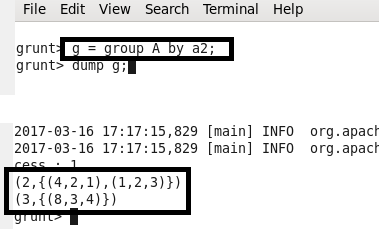 File Edit View Search Terminal Help
grunt> g = group A by a2;
grunt> dump g;
2017-03-16 17:17:15,829 [main] INFO org.apach
2017-03-16 17:17:15,829 [main] INFO org.apac
cess : 1
(2,{(4,2,1),(1,2,3)})
(3,{(8,3,4)})
grunt>